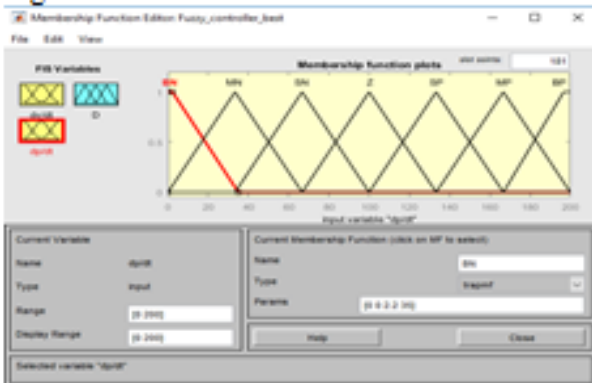 Membership Function Editor: Fuzzy_controller_best
File Edit View
FIS Variables
Membership function plots plot points: 181
BN MN SN Z SP MP BP
D
dp/dt
1
0.5
0
0 20 40 60 80 100 120 140 160 180 200
input variable "dp/dt"
Current Variable
Name dp/dt
Type input
Range [0 200]
Display Range [0 200]
Current Membership Function (click on MF to select)
Name BN
Type trapmf
Params
Help Close
Selected variable "dp/dt"